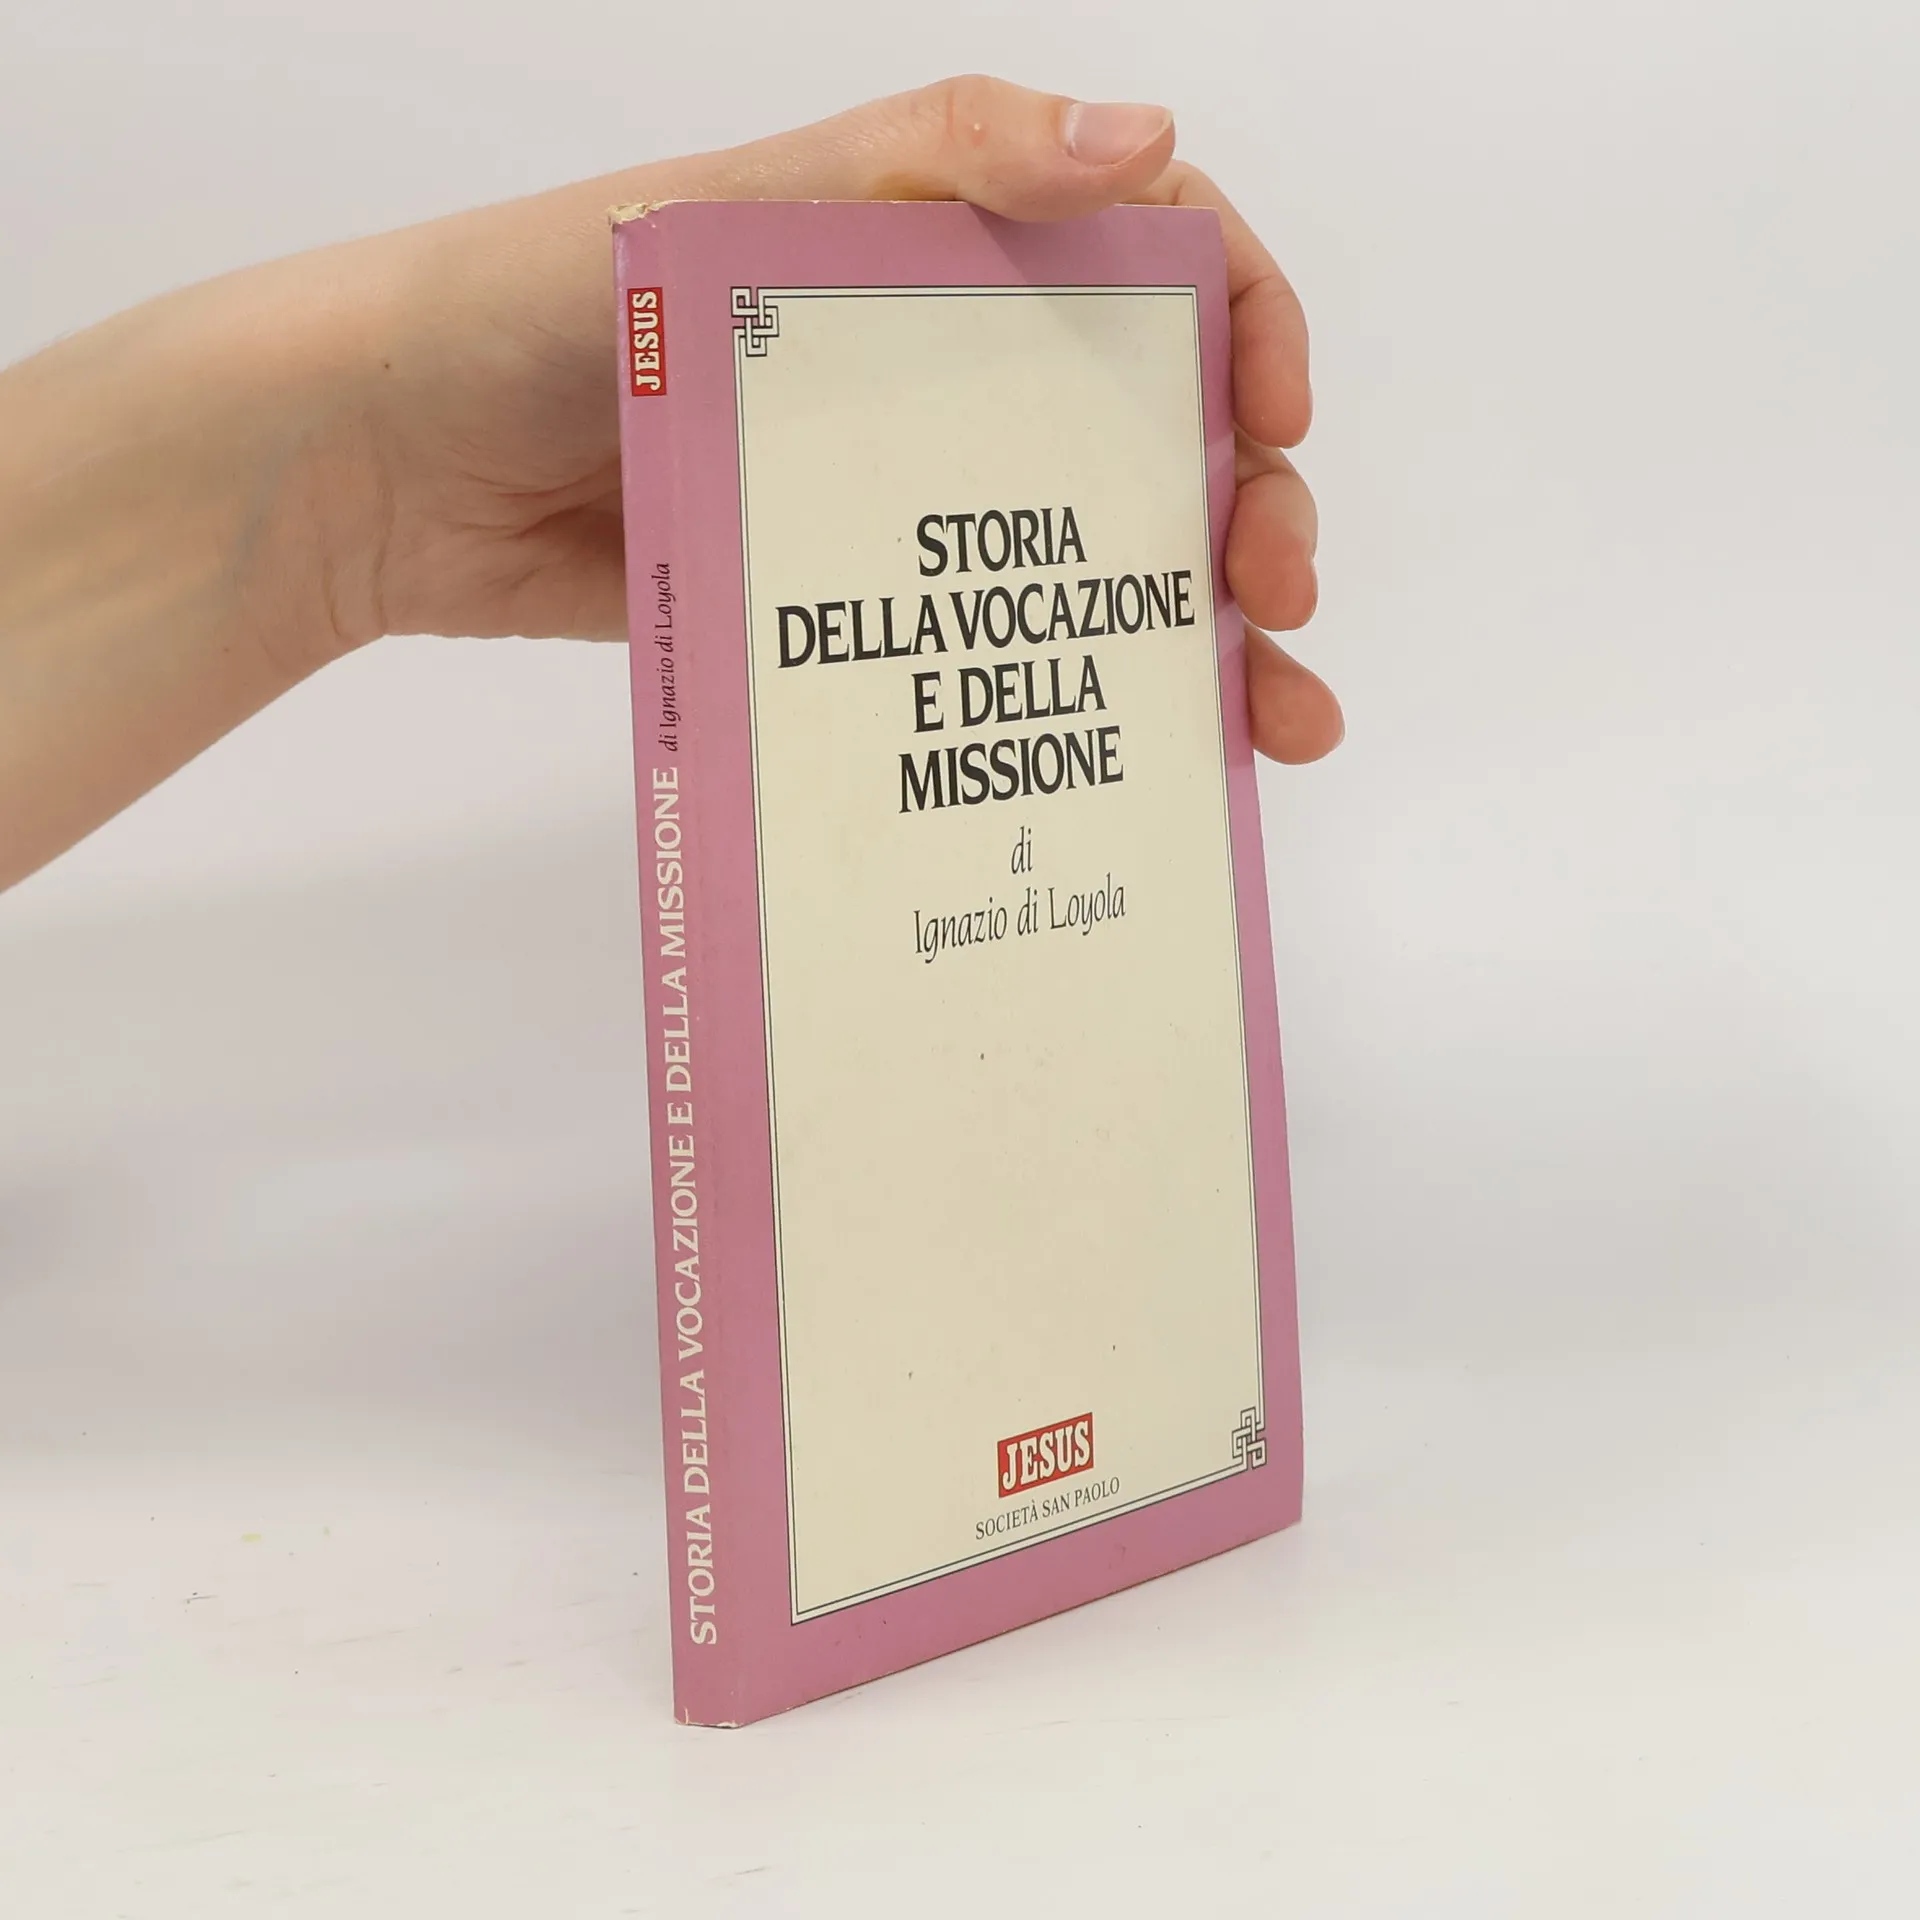 JESUS
STORIA DELLA VOCAZIONE E DELLA MISSIONE di Ignazio di Loyola
STORIA
DELLA VOCAZIONE
E DELLA
MISSIONE
di
Ignazio di Loyola
JESUS
SOCIETÀ SAN PAOLO